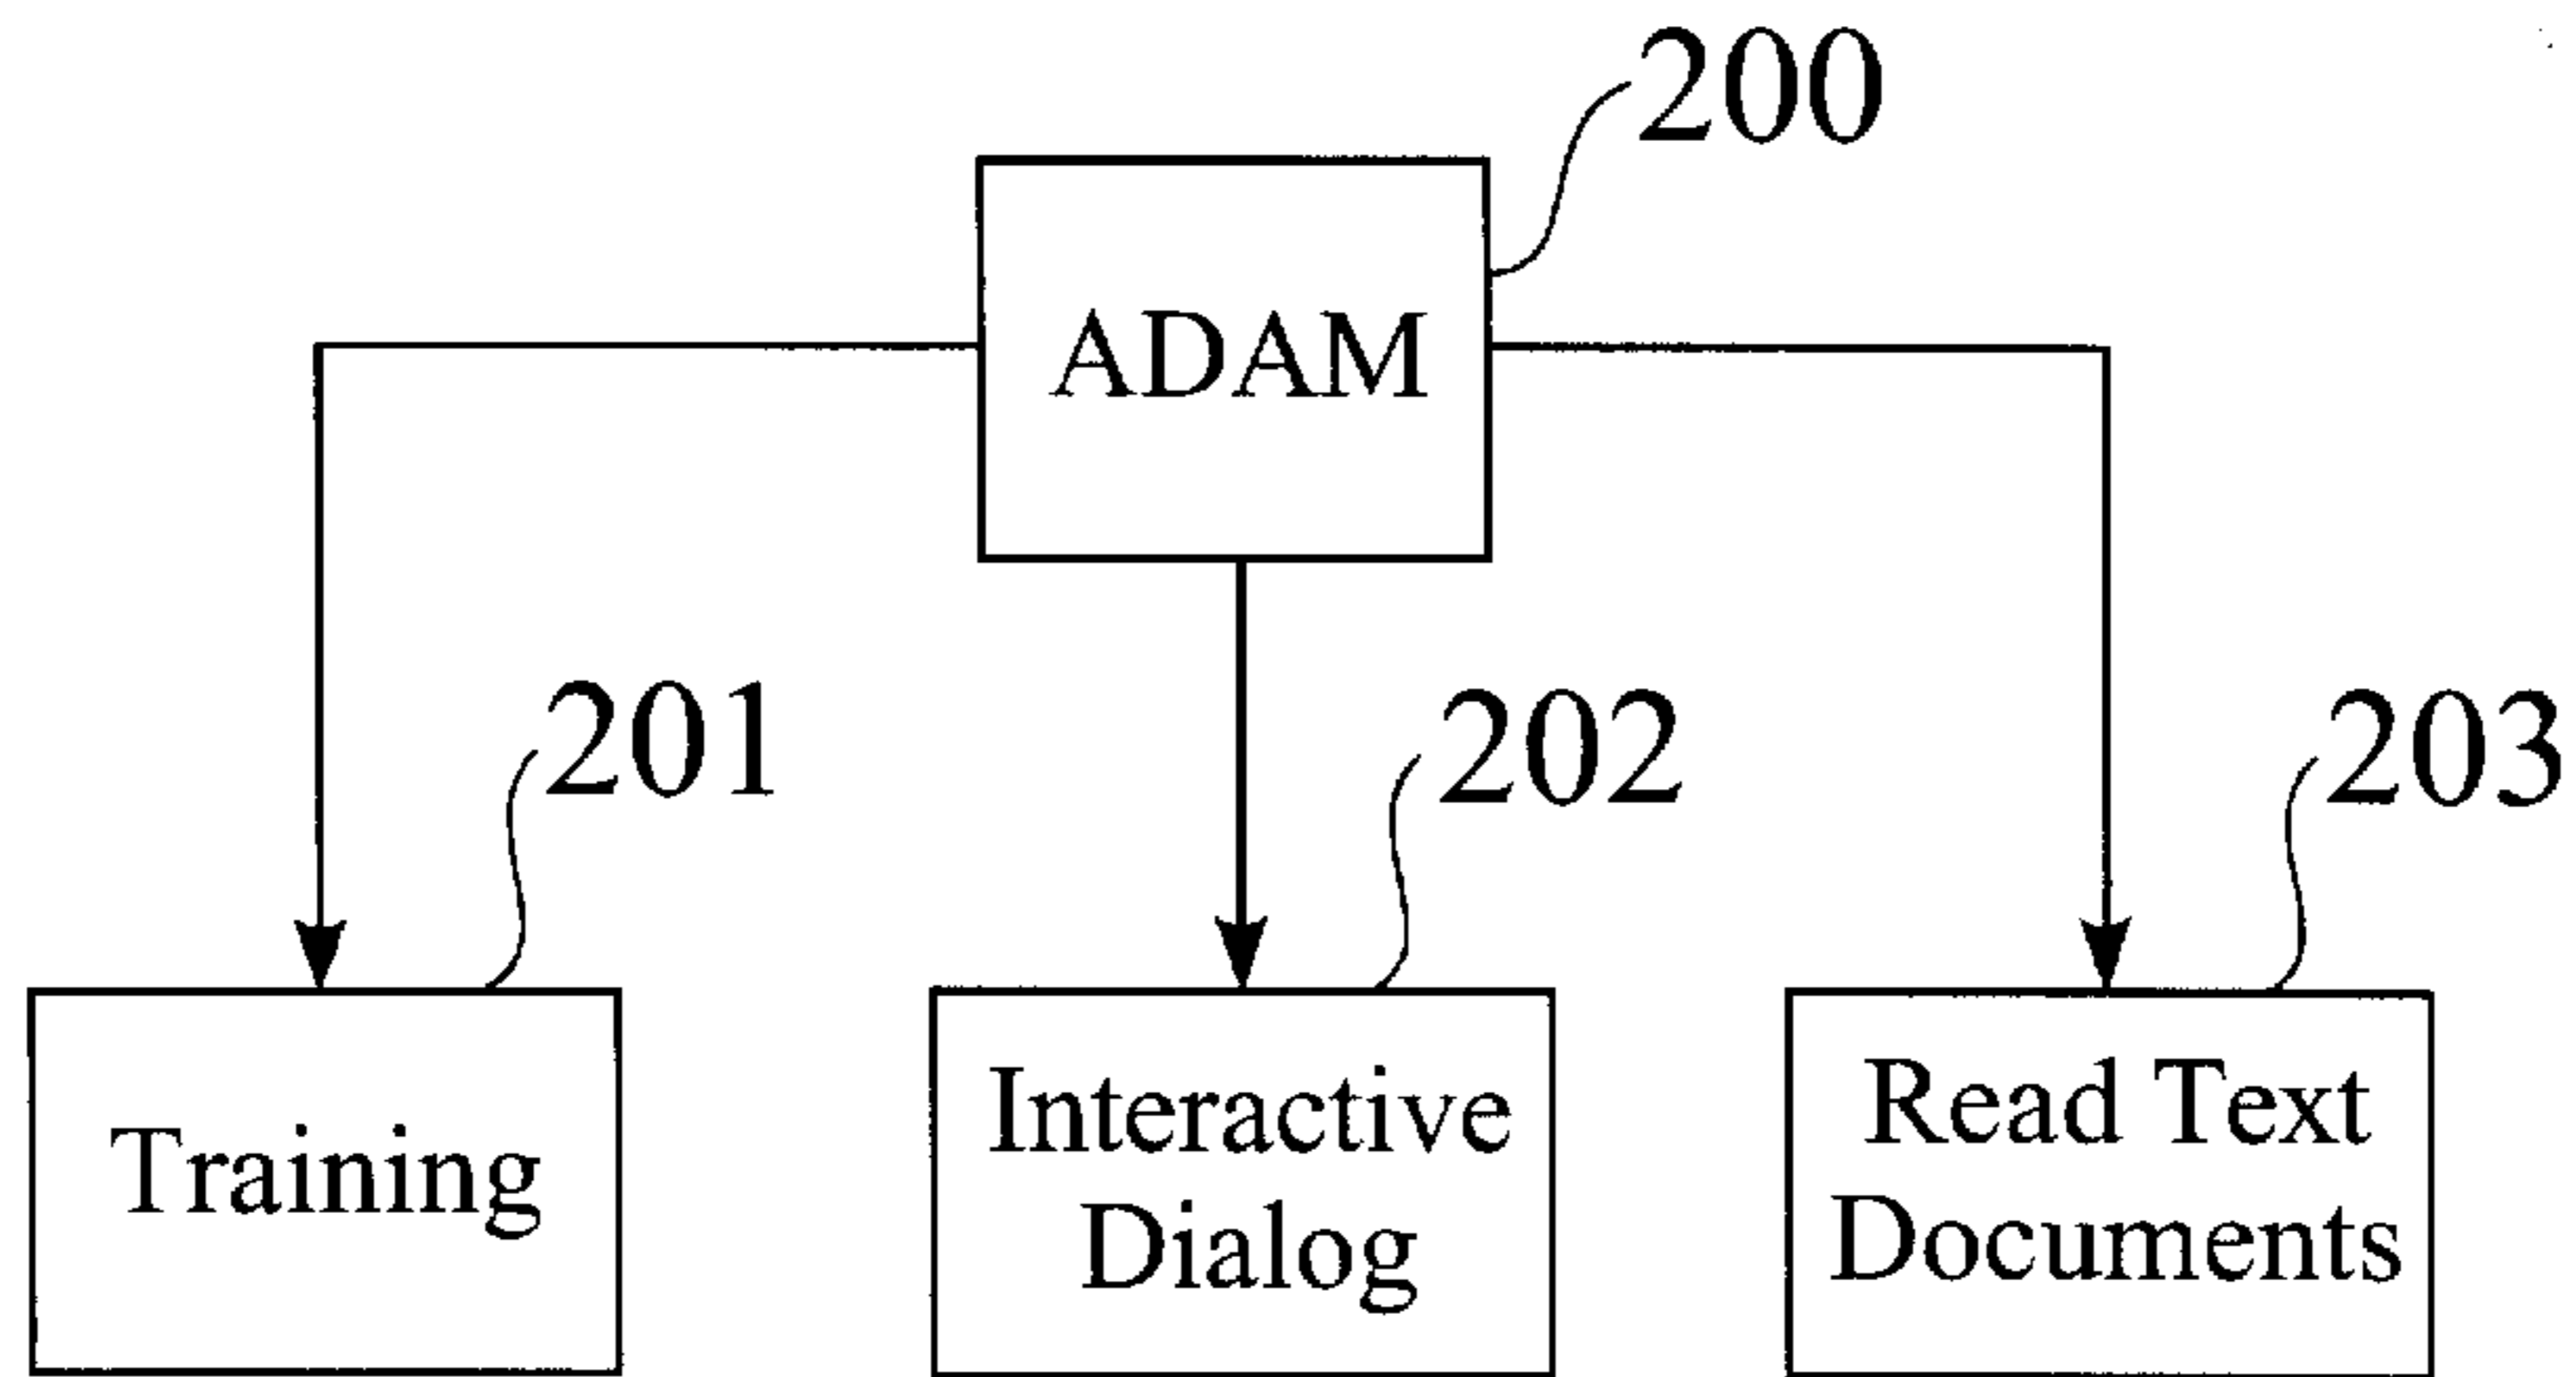 200
ADAM
201
202
203
Training
Interactive
Dialog
Read Text
Documents